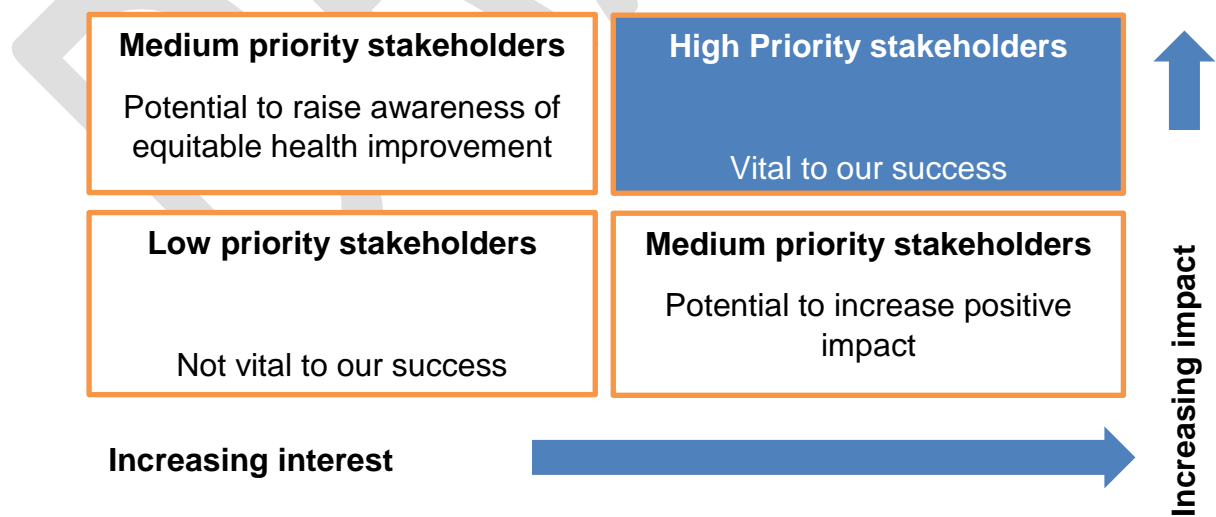 Medium priority stakeholders
Potential to raise awareness of
equitable health improvement
High Priority stakeholders
Vital to our success
Low priority stakeholders
Not vital to our success
Medium priority stakeholders
Potential to increase positive
impact
Increasing interest
Increasing impact